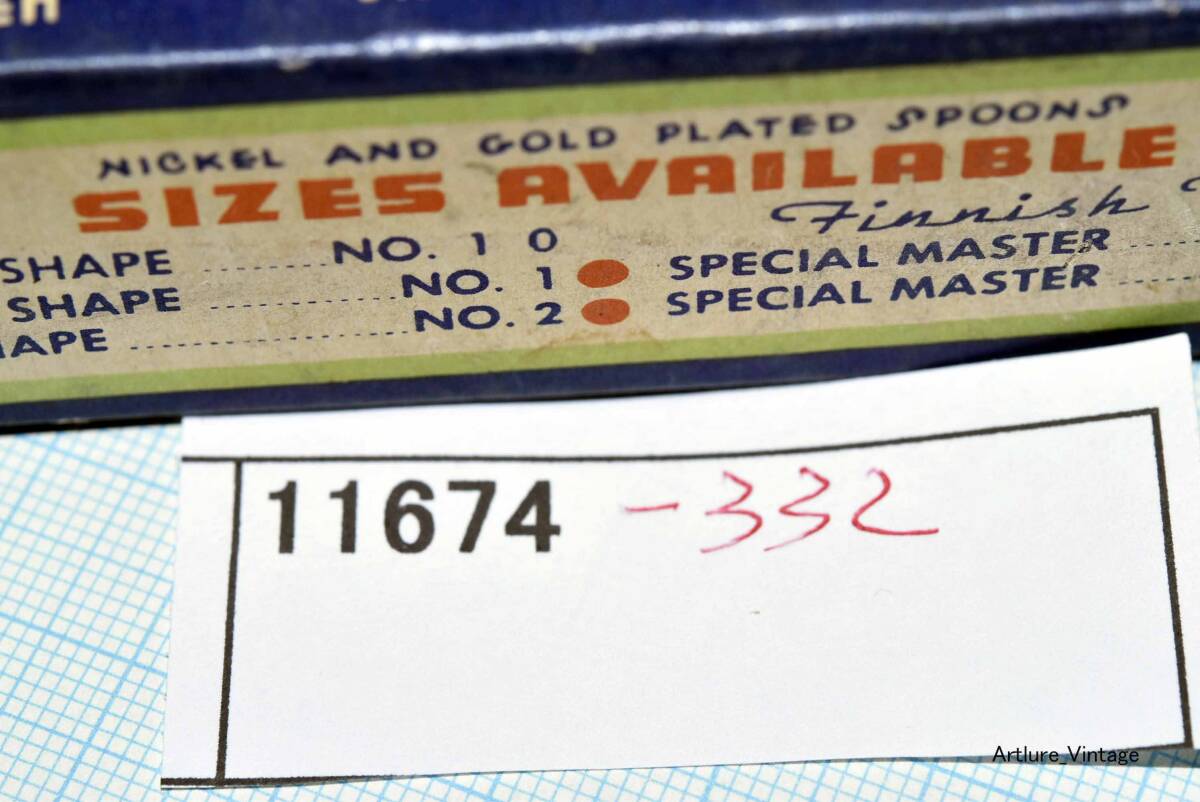 NICKEL AND GOLD PLATED SPOONS
SIZES AVAILABLE
Finnish
SHAPE ........ NO. 10
SPECIAL MASTER ....
SHAPE ............ NO. 1
SPECIAL MASTER ......
APE ........................ NO. 2
11674 -332
Artlure_Vintage